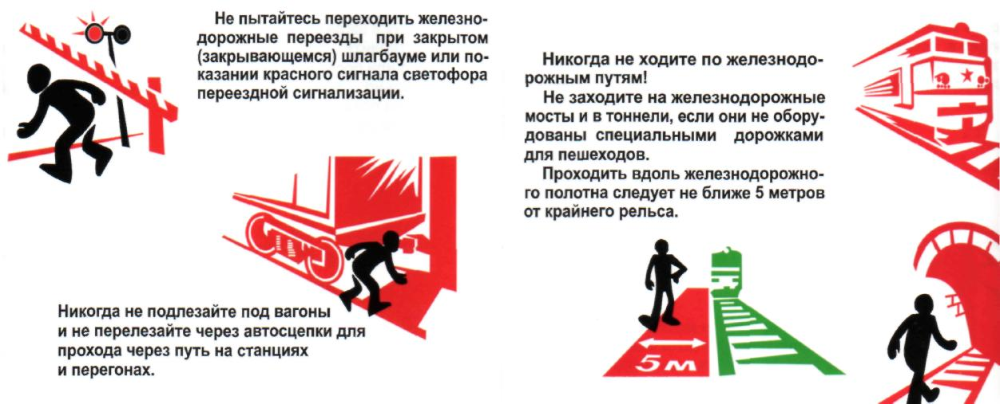 Не пытайтесь переходить железно-
дорожные переезды при закрытом
(закрывающемся) шлагбауме или по-
казании красного сигнала светофора
переездной сигнализации.
Никогда не подлезайте под вагоны
и не перелезайте через автосцепки для
прохода через путь на станциях
и перегонах.
Никогда не ходите по железнодо-
рожным путям!
Не заходите на железнодорожные
мосты и в тоннели, если они не обору-
дованы специальными дорожками
для пешеходов.
Проходить вдоль железнодорожно-
го полотна следует не ближе 5 метров
от крайнего рельса.
5м